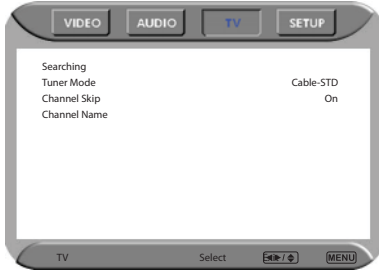 VIDEO AUDIO TV SETUP
Searching
Tuner Mode Cable-STD
Channel Skip On
Channel Name
TV Select / MENU